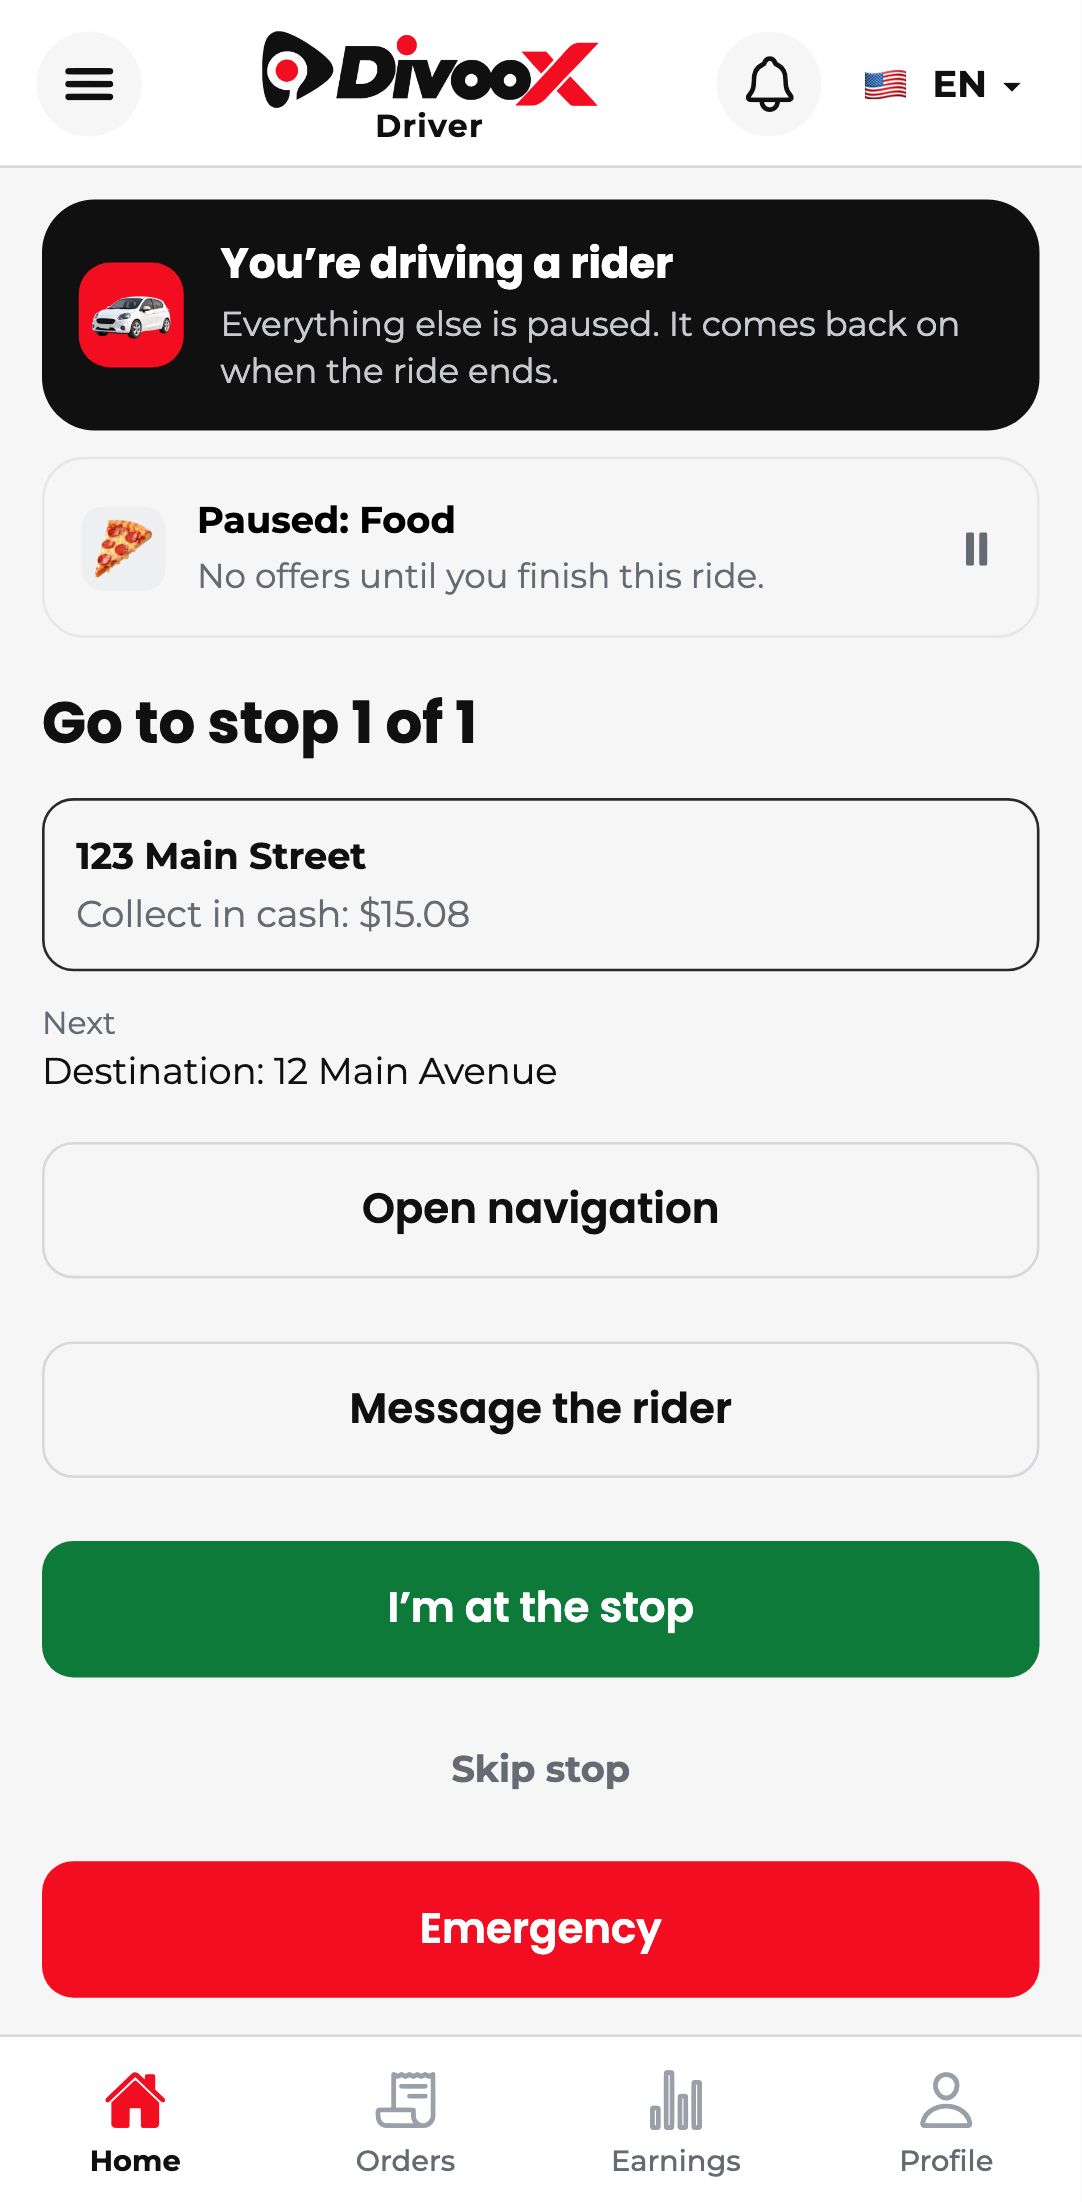 DivooX
Driver
EN
You’re driving a rider
Everything else is paused. It comes back on
when the ride ends.
Paused: Food
No offers until you finish this ride.
Go to stop 1 of 1
123 Main Street
Collect in cash: $15.08
Next
Destination: 12 Main Avenue
Open navigation
Message the rider
I’m at the stop
Skip stop
Emergency
Home
Orders
Earnings
Profile